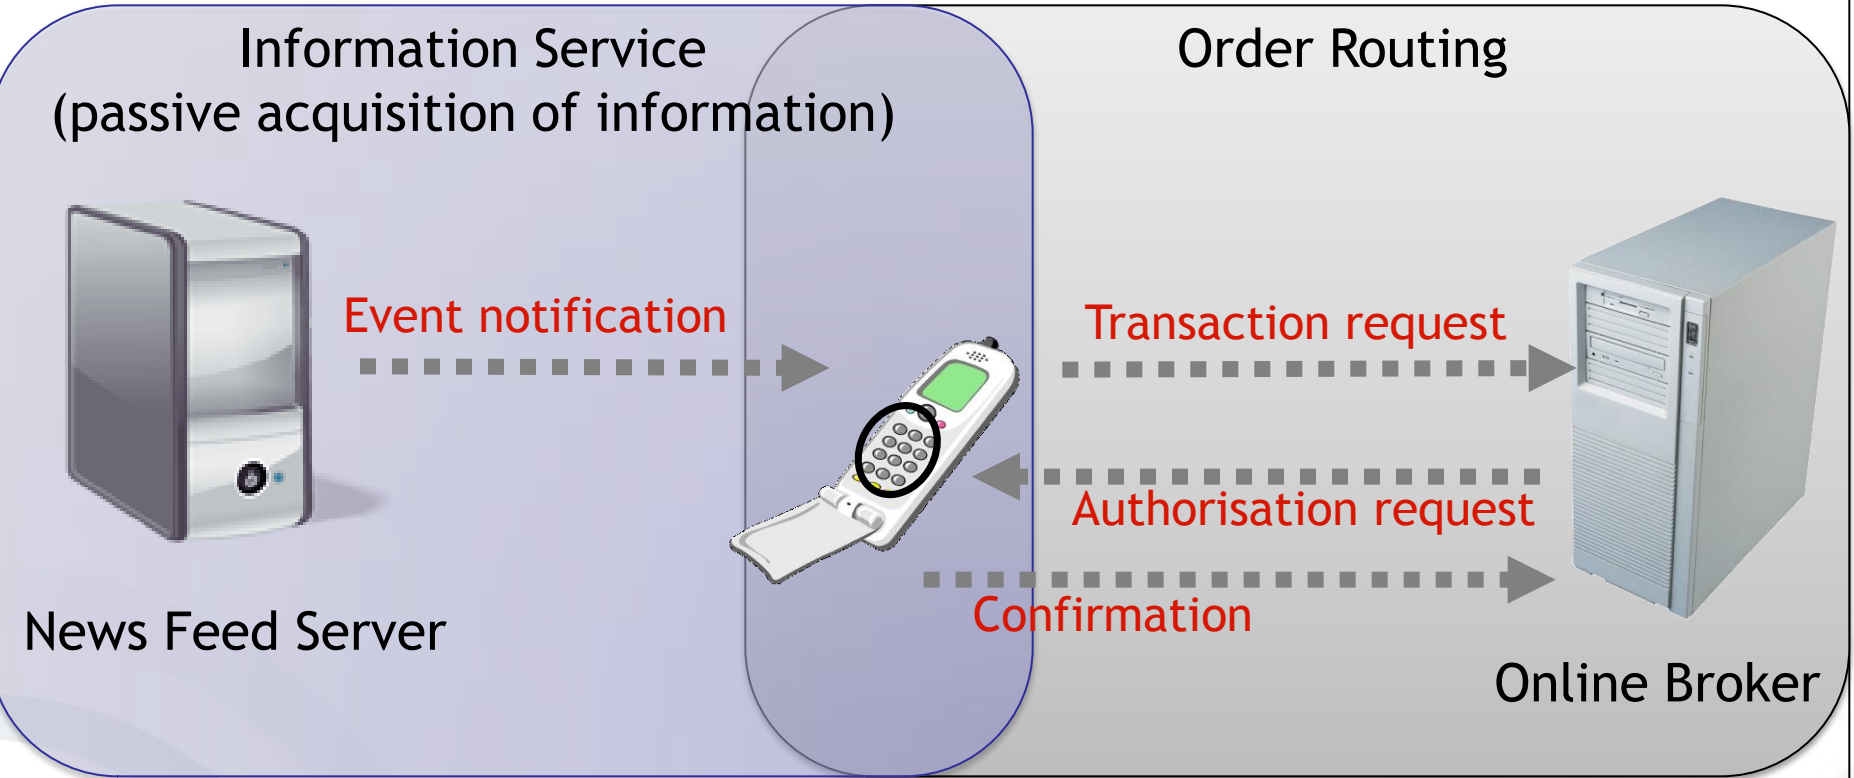 Information Service
(passive acquisition of information)
Order Routing
Event notification
Transaction request
Authorisation request
Confirmation
News Feed Server
Online Broker